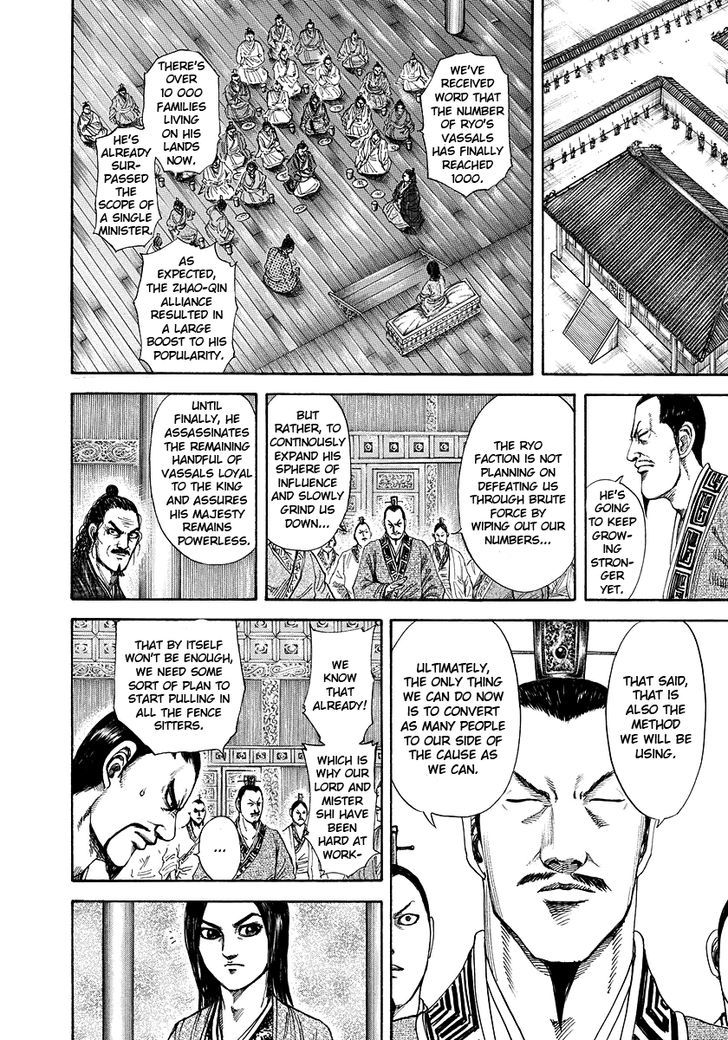 WE'VE
RECEIVED
WORD THAT
THE NUMBER
OF RYO'S
VASSALS
HAS FINALLY
REACHED
1000.
THERE'S
OVER
10 000
FAMILIES
LIVING
ON HIS
LANDS
NOW.
HE'S
ALREADY
SUR-
PASSED
THE SCOPE
OF A
SINGLE
MINISTER.
AS
EXPECTED,
THE ZHAO-QIN
ALLIANCE
RESULTED
IN A
LARGE
BOOST TO HIS
POPULARITY.
HE'S
GOING
TO KEEP
GROW-
ING
STRON-
GER
YET.
THE RYO
FACTION IS NOT
PLANNING ON
DEFEATING US
THROUGH BRUTE
FORCE BY
WIPING OUT OUR
NUMBERS...
BUT
RATHER, TO
CONTINOUSLY
EXPAND HIS
SPHERE OF
INFLUENCE
AND SLOWLY
GRIND US
DOWN...
UNTIL
FINALLY, HE
ASSASSINATES
THE REMAINING
HANDFUL OF
VASSALS LOYAL
TO THE KING
AND ASSURES
HIS MAJESTY
REMAINS
POWERLESS.
THAT SAID,
THAT IS
ALSO THE
METHOD
WE WILL BE
USING.
ULTIMATELY,
THE ONLY THING
WE CAN DO NOW
IS TO CONVERT
AS MANY PEOPLE
TO OUR SIDE OF
THE CAUSE AS
WE CAN.
WE
KNOW
THAT
ALREADY!
WHICH IS
WHY OUR
LORD AND
MISTER
SHI HAVE
BEEN
HARD AT
WORK-
THAT BY ITSELF
WON'T BE ENOUGH,
WE NEED SOME
SORT OF PLAN TO
START PULLING IN
ALL THE FENCE
SITTERS.
...